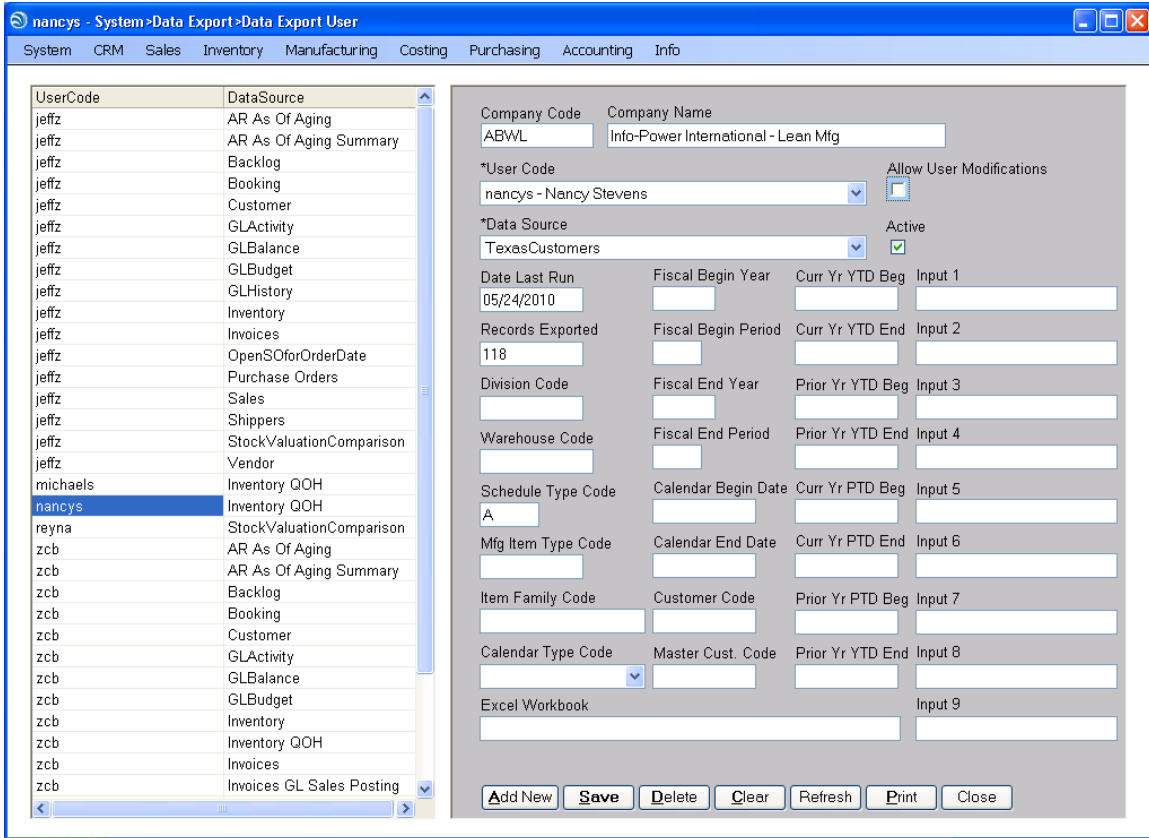 nancys - System>Data Export>Data Export User
System CRM Sales Inventory Manufacturing Costing Purchasing Accounting Info
UserCode DataSource
jeffz AR As Of Aging
jeffz AR As Of Aging Summary
jeffz Backlog
jeffz Booking
jeffz Customer
jeffz GLActivity
jeffz GLBalance
jeffz GLBudget
jeffz GLHistory
jeffz Inventory
jeffz Invoices
jeffz OpenSOforOrderDate
jeffz Purchase Orders
jeffz Sales
jeffz Shippers
jeffz StockValuationComparison
jeffz Vendor
michaels Inventory QOH
nancys Inventory QOH
reyna StockValuationComparison
zcb AR As Of Aging
zcb AR As Of Aging Summary
zcb Backlog
zcb Booking
zcb Customer
zcb GLActivity
zcb GLBalance
zcb GLBudget
zcb Inventory
zcb Inventory QOH
zcb Invoices
zcb Invoices GL Sales Posting
Company Code Company Name
ABWL Info-Power International - Lean Mfg
*User Code Allow User Modifications
nancys - Nancy Stevens
*Data Source Active
TexasCustomers
Date Last Run Fiscal Begin Year Curr Yr YTD Beg Input 1
05/24/2010
Records Exported Fiscal Begin Period Curr Yr YTD End Input 2
118
Division Code Fiscal End Year Prior Yr YTD Beg Input 3
Warehouse Code Fiscal End Period Prior Yr YTD End Input 4
Schedule Type Code Calendar Begin Date Curr Yr PTD Beg Input 5
A
Mfg Item Type Code Calendar End Date Curr Yr PTD End Input 6
Item Family Code Customer Code Prior Yr PTD Beg Input 7
Calendar Type Code Master Cust. Code Prior Yr YTD End Input 8
Excel Workbook Input 9
Add New Save Delete Clear Refresh Print Close